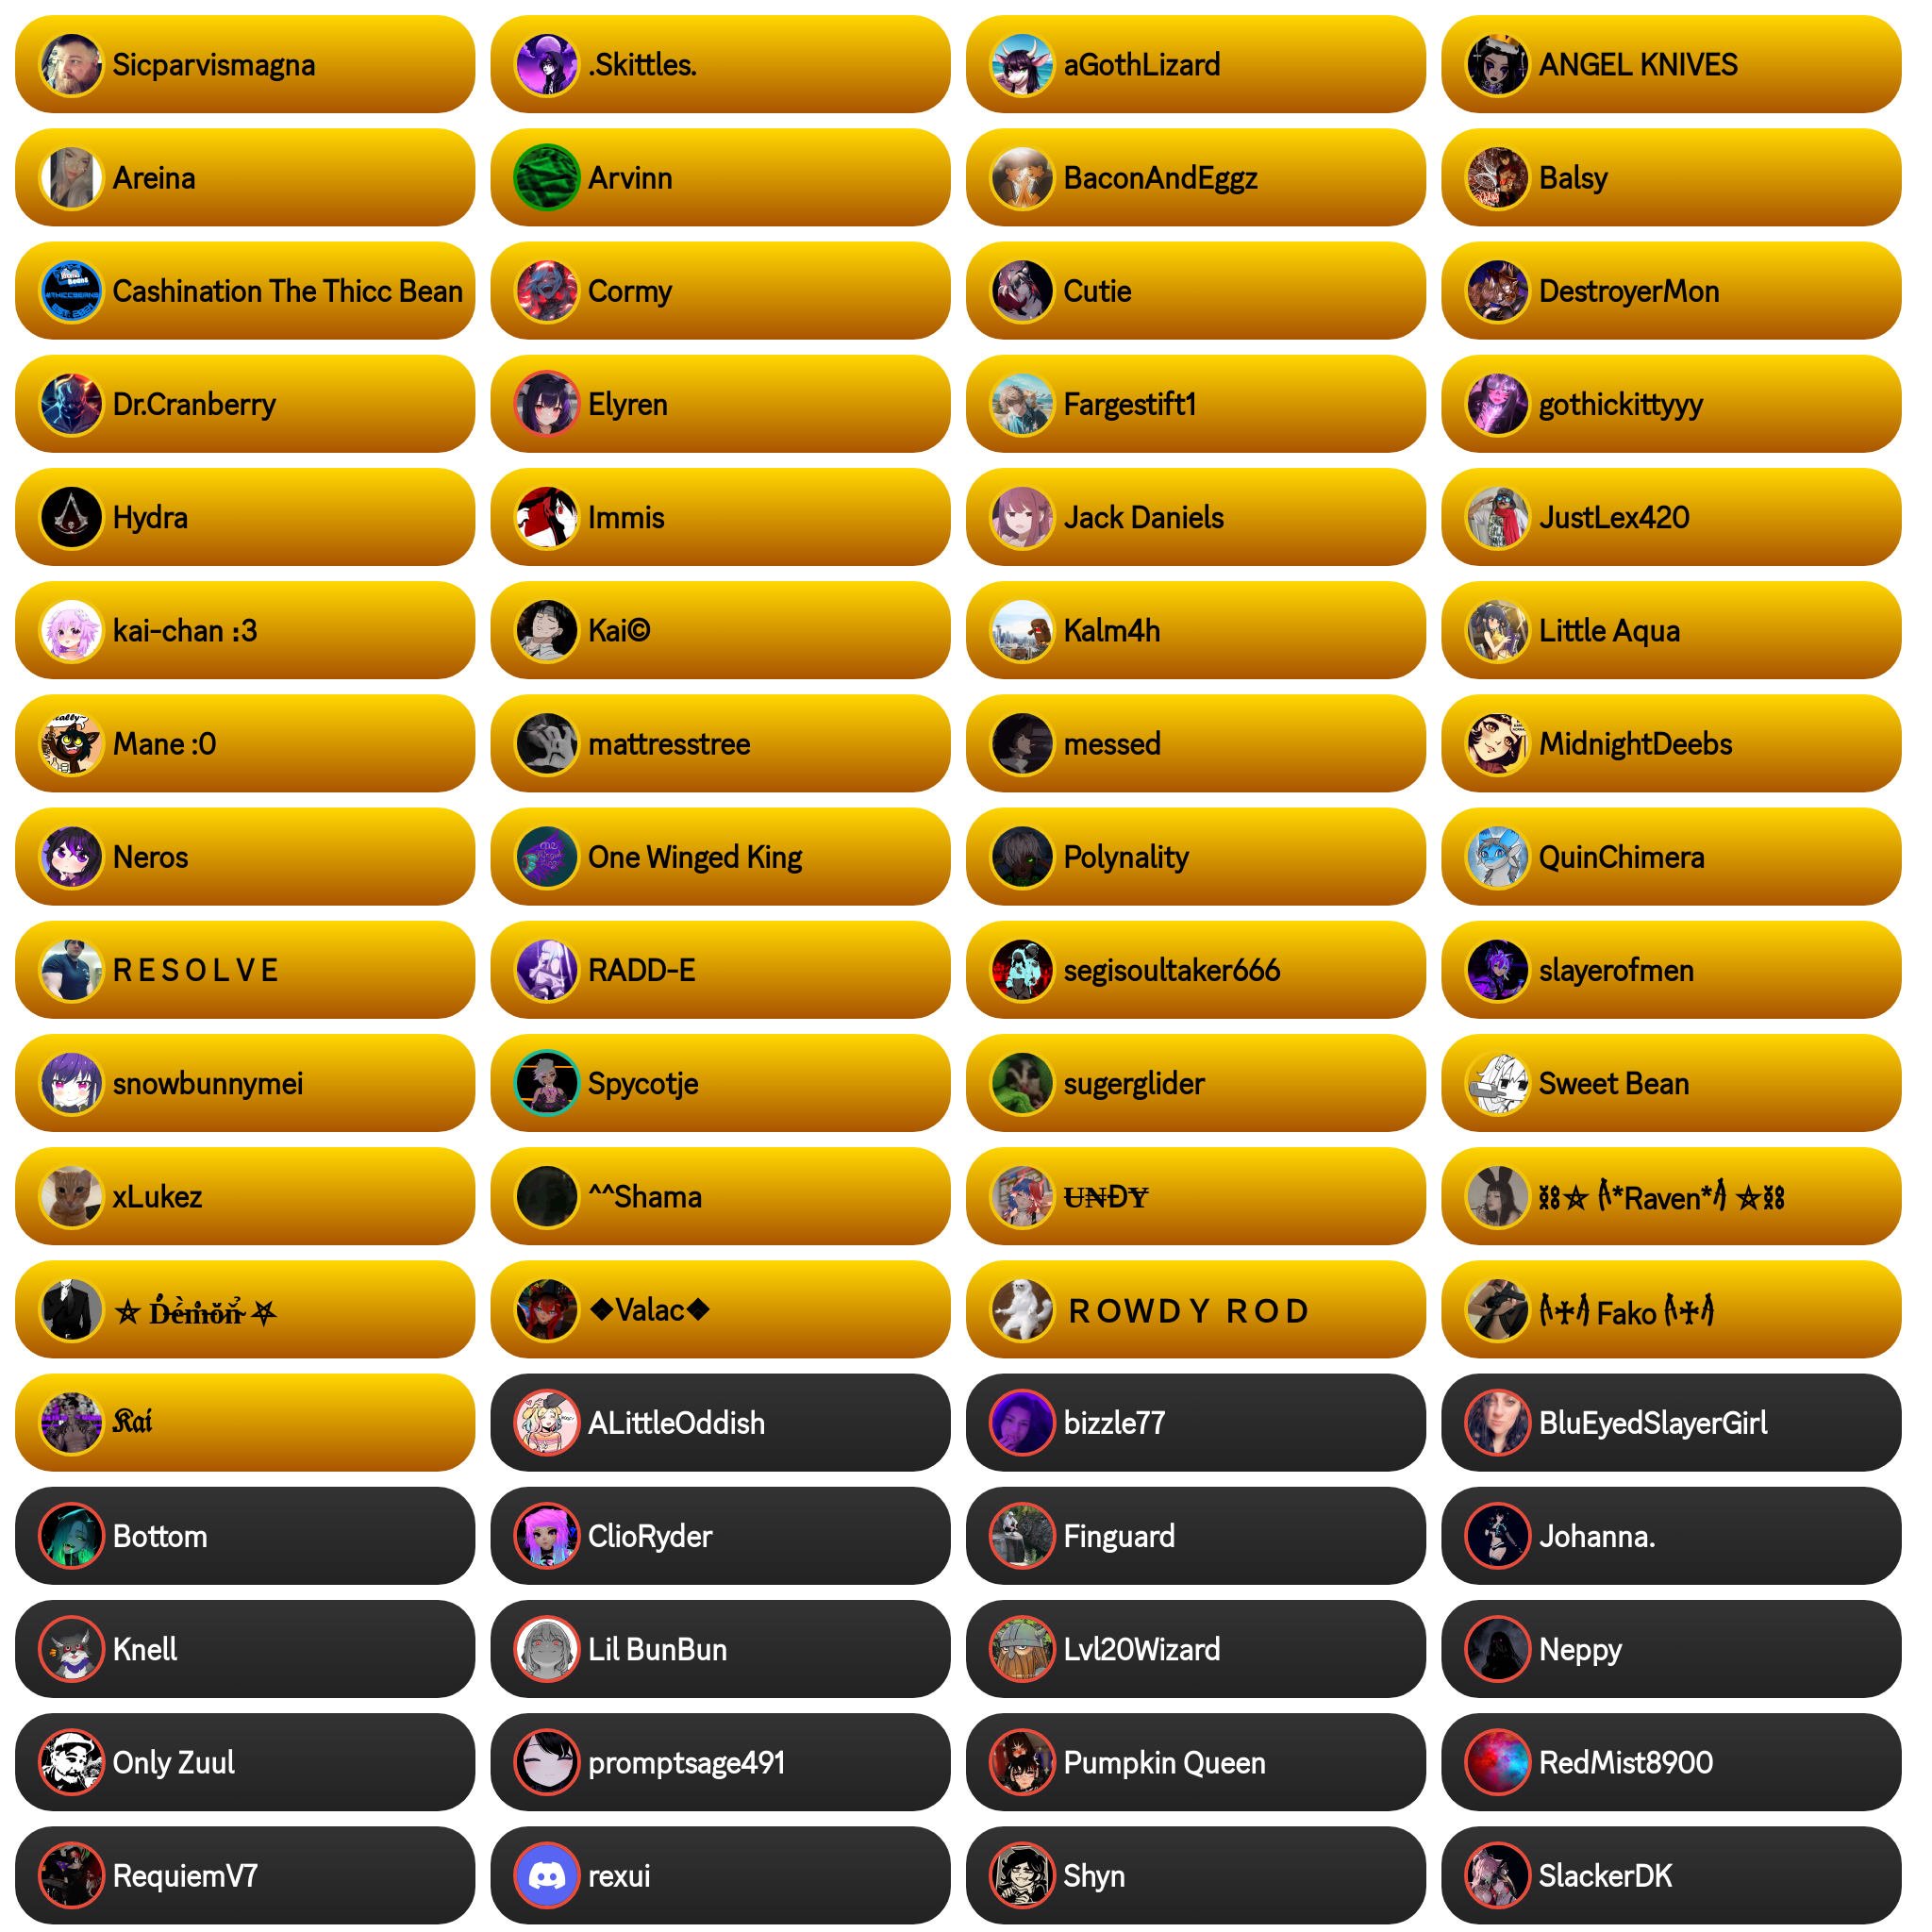 Sicparvismagna
.Skittles.
aGothLizard
ANGEL KNIVES
Areina
Arvinn
BaconAndEggz
Balsy
Cashination The Thicc Bean
Cormy
Cutie
DestroyerMon
Dr.Cranberry
Elyren
Fargestift1
gothickittyyy
Hydra
Immis
Jack Daniels
JustLex420
kai-chan :3
Kai©
Kalm4h
Little Aqua
Mane :0
mattresstree
messed
MidnightDeebs
Neros
One Winged King
Polynality
QuinChimera
R E S O L V E
RADD-E
segisoultaker666
slayerofmen
snowbunnymei
Spycotje
sugerglider
Sweet Bean
xLukez
^^Shama
U̶N̶ĐY̶
⛓⛧ 𓆩*Raven*𓆪 ⛧⛓
⛧ D̾é̶m̶ŏ̶n̶̉ ⛧
◆Valac◆
ＲＯＷＤＹ ＲＯＤ
Fako
𝕶𝖆𝖎
ALittleOddish
bizzle77
BluEyedSlayerGirl
Bottom
ClioRyder
Finguard
Johanna.
Knell
Lil BunBun
Lvl20Wizard
Neppy
Only Zuul
promptsage491
Pumpkin Queen
RedMist8900
RequiemV7
rexui
Shyn
SlackerDK